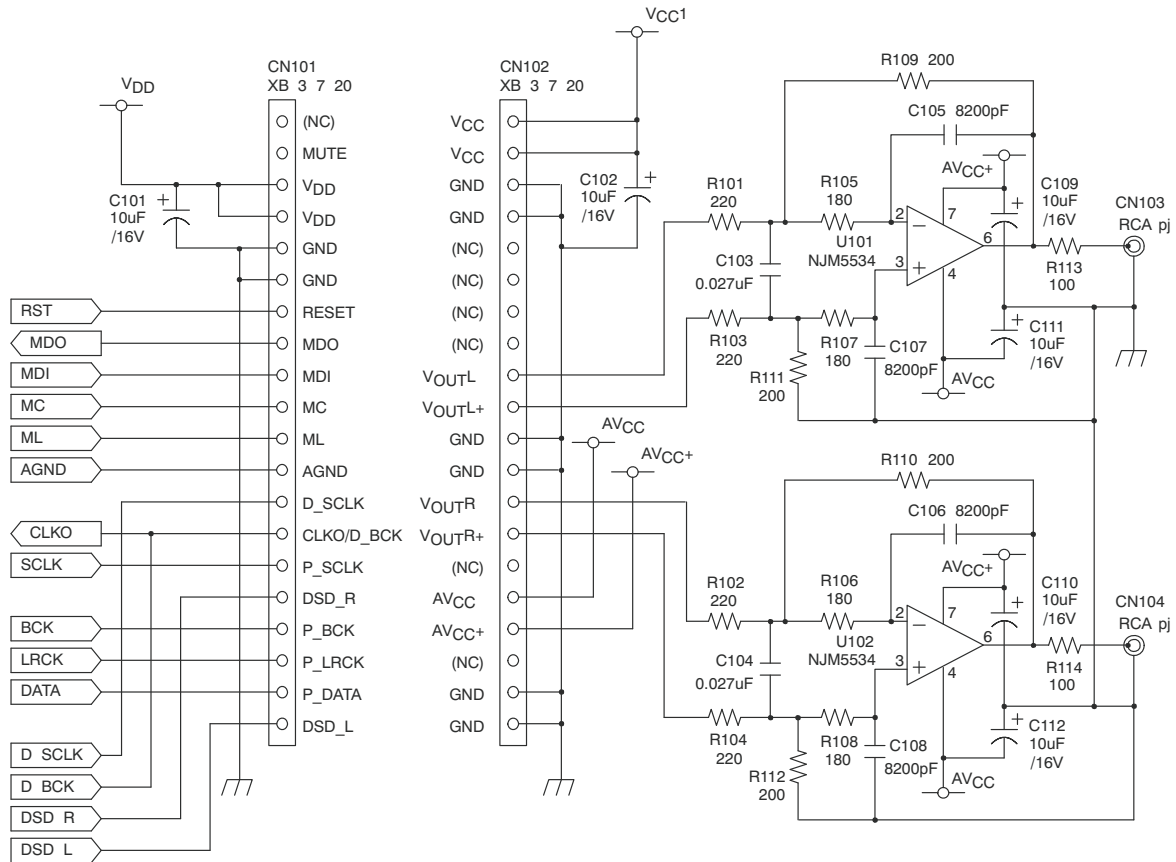 VCC1
VDD
CN101
XB 3 7 20
(NC)
MUTE
VDD
VDD
GND
GND
RESET
MDO
MDI
MC
ML
AGND
D_SCLK
CLKO/D_BCK
P_SCLK
DSD_R
P_BCK
P_LRCK
P_DATA
DSD_L
C101 +
10uF
/16V
RST
MDO
MDI
MC
ML
AGND
CLKO
SCLK
BCK
LRCK
DATA
D SCLK
D BCK
DSD R
DSD L
CN102
XB 3 7 20
VCC
VCC
GND
GND
(NC)
(NC)
(NC)
(NC)
VOUTL
VOUTL+
GND
GND
VOUTR
VOUTR+
(NC)
AVCC
AVCC+
(NC)
GND
GND
C102 +
10uF
/16V
AVCC
AVCC+
R109 200
C105 8200pF
AVCC+
R101
220
R105
180
C109 +
10uF
/16V
CN103
RCA pj
2 −
7
U101
NJM5534
6
3 +
4
C103
0.027uF
R113
100
R103
220
R107
180
C107
8200pF
C111 +
10uF
/16V
R111
200
AVCC
R110 200
C106 8200pF
AVCC+
R102
220
R106
180
C110 +
10uF
/16V
CN104
RCA pj
2 −
7
U102
NJM5534
6
3 +
4
C104
0.027uF
R114
100
R104
220
R108
180
C108
8200pF
C112 +
10uF
/16V
R112
200
AVCC